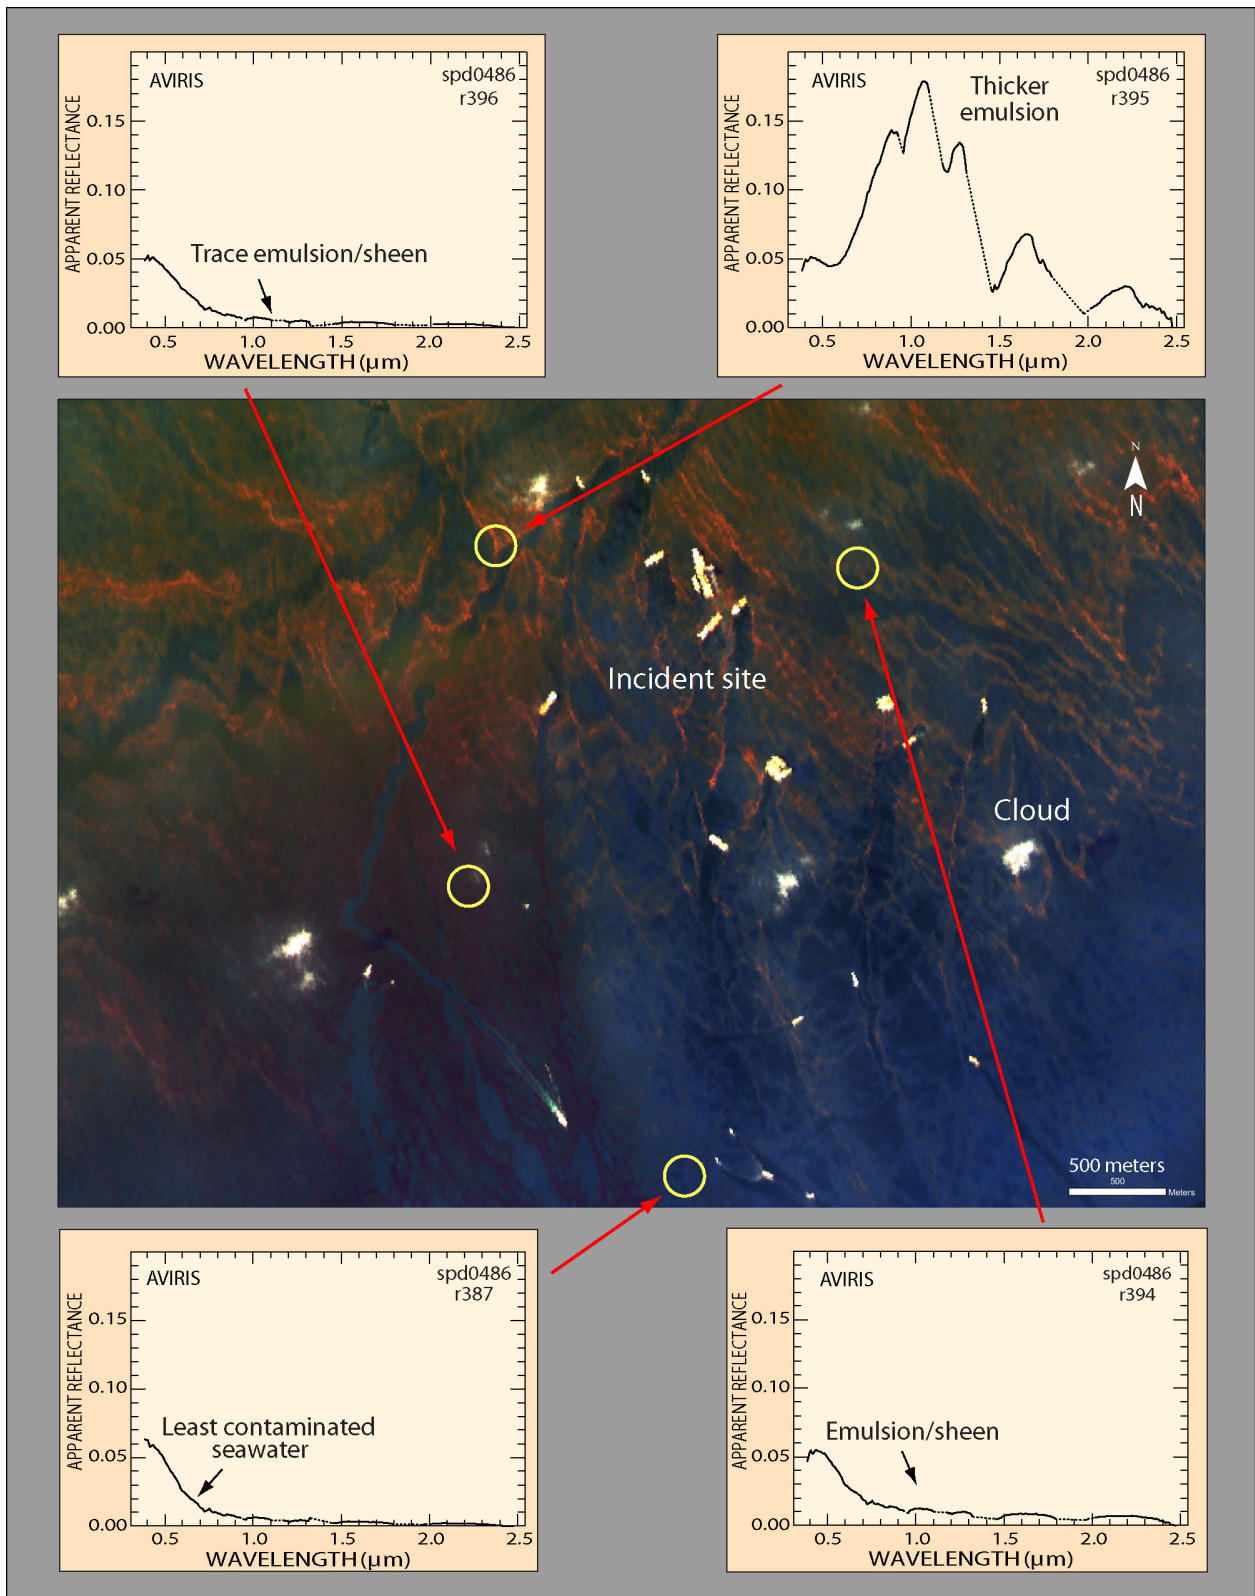 AVIRIS
spd0486
r396
APPARENT REFLECTANCE
0.15
0.10
0.05
0.00
Trace emulsion/sheen
0.5 1.0 1.5 2.0 2.5
WAVELENGTH (µm)
AVIRIS
Thicker
emulsion
spd0486
r395
APPARENT REFLECTANCE
0.15
0.10
0.05
0.00
0.5 1.0 1.5 2.0 2.5
WAVELENGTH (µm)
N
N
Incident site
Cloud
500 meters
500
Meters
AVIRIS
spd0486
r387
APPARENT REFLECTANCE
0.15
0.10
0.05
0.00
Least contaminated
seawater
0.5 1.0 1.5 2.0 2.5
WAVELENGTH (µm)
AVIRIS
spd0486
r394
APPARENT REFLECTANCE
0.15
0.10
0.05
0.00
Emulsion/sheen
0.5 1.0 1.5 2.0 2.5
WAVELENGTH (µm)